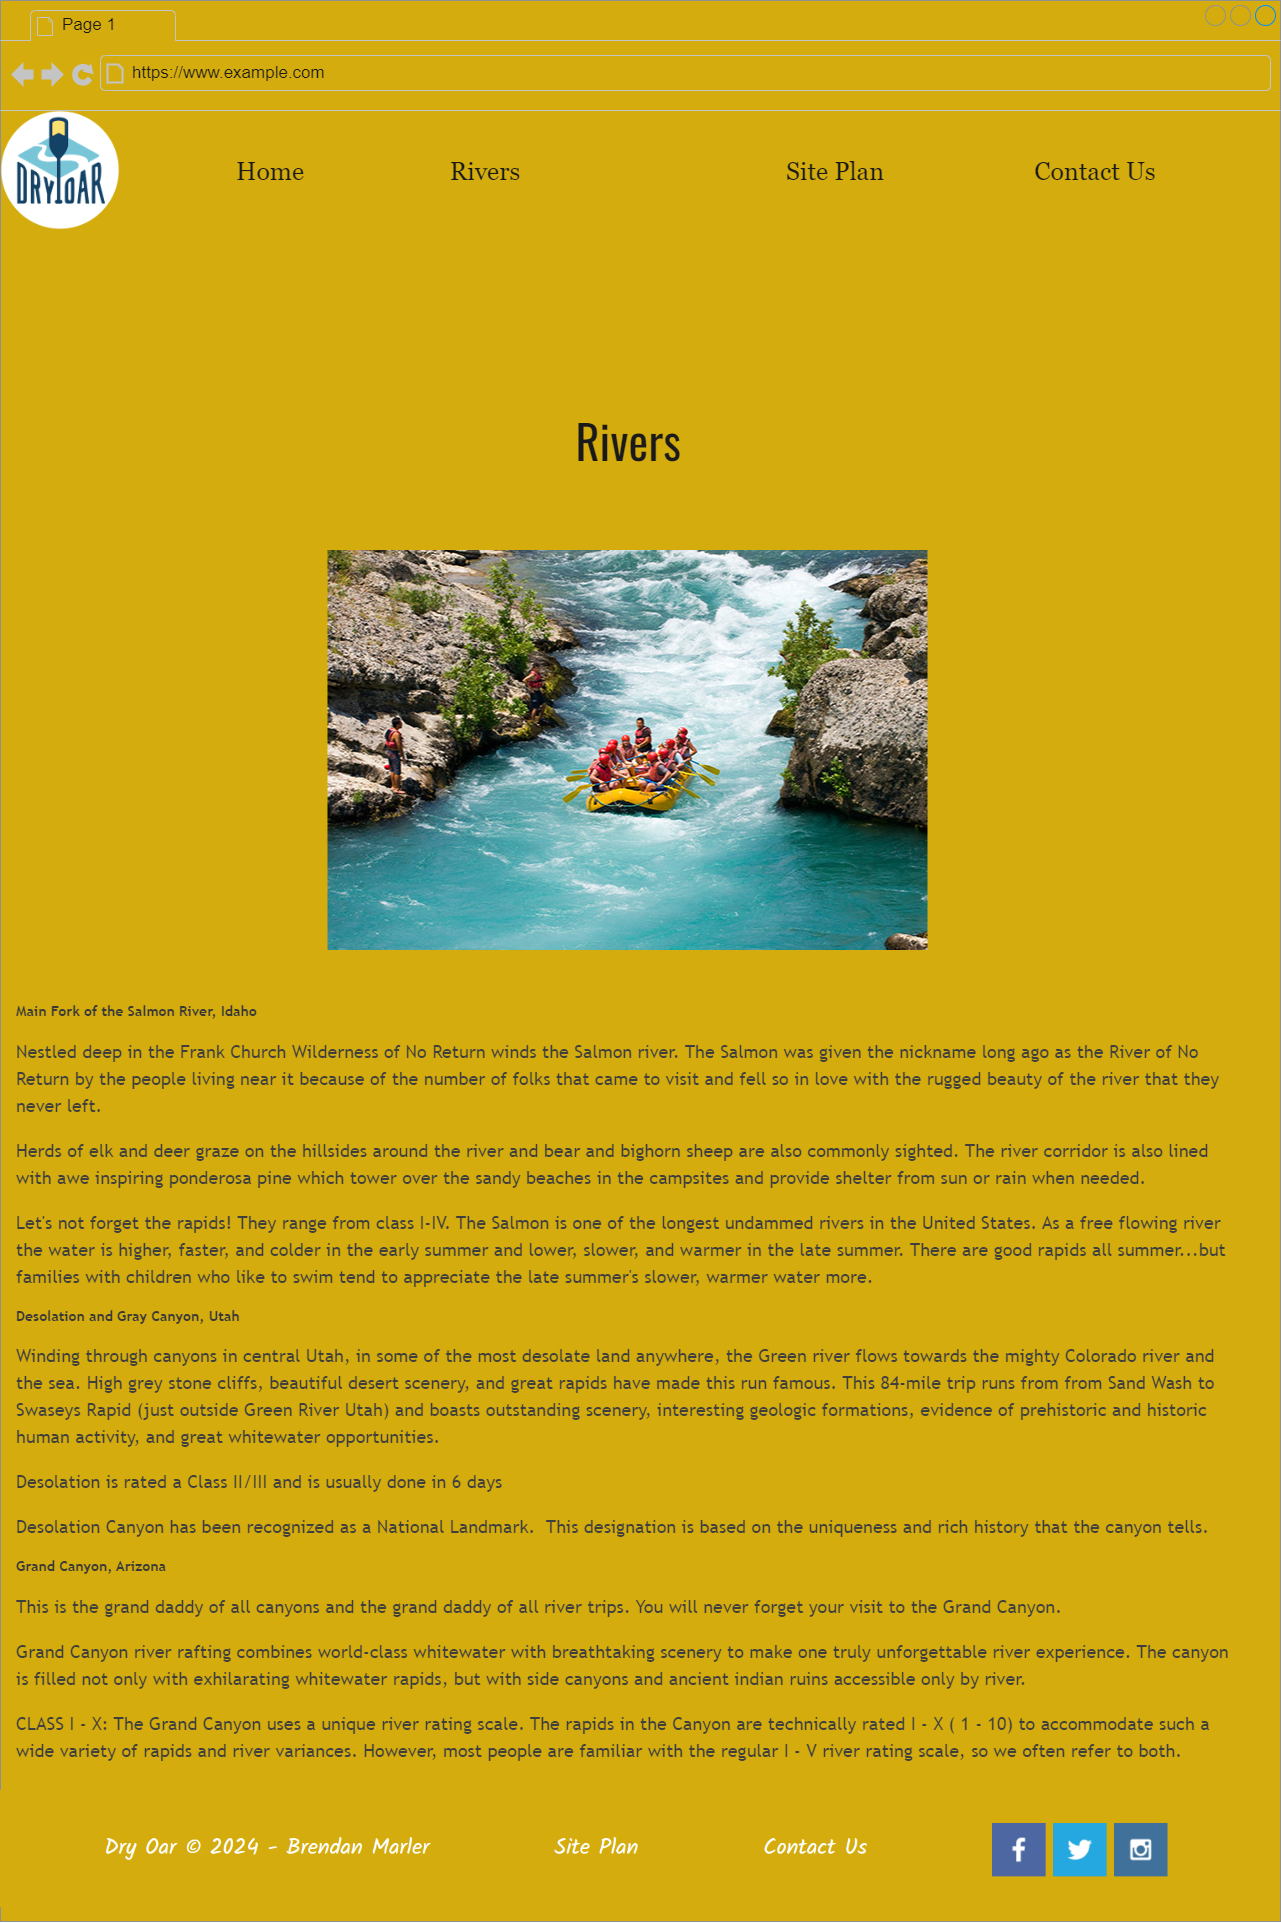 Page 1
https://www.example.com
DRY OAR
Home
Rivers
Site Plan
Contact Us
Rivers
Main Fork of the Salmon River, Idaho
Nestled deep in the Frank Church Wilderness of No Return winds the Salmon river. The Salmon was given the nickname long ago as the River of No
Return by the people living near it because of the number of folks that came to visit and fell so in love with the rugged beauty of the river that they
never left.
Herds of elk and deer graze on the hillsides around the river and bear and bighorn sheep are also commonly sighted. The river corridor is also lined
with awe inspiring ponderosa pine which tower over the sandy beaches in the campsites and provide shelter from sun or rain when needed.
Let's not forget the rapids! They range from class I-IV. The Salmon is one of the longest undammed rivers in the United States. As a free flowing river
the water is higher, faster, and colder in the early summer and lower, slower, and warmer in the late summer. There are good rapids all summer...but
families with children who like to swim tend to appreciate the late summer's slower, warmer water more.
Desolation and Gray Canyon, Utah
Winding through canyons in central Utah, in some of the most desolate land anywhere, the Green river flows towards the mighty Colorado river and
the sea. High grey stone cliffs, beautiful desert scenery, and great rapids have made this run famous. This 84-mile trip runs from from Sand Wash to
Swaseys Rapid (just outside Green River Utah) and boasts outstanding scenery, interesting geologic formations, evidence of prehistoric and historic
human activity, and great whitewater opportunities.
Desolation is rated a Class II/III and is usually done in 6 days
Desolation Canyon has been recognized as a National Landmark.  This designation is based on the uniqueness and rich history that the canyon tells.
Grand Canyon, Arizona
This is the grand daddy of all canyons and the grand daddy of all river trips. You will never forget your visit to the Grand Canyon.
Grand Canyon river rafting combines world-class whitewater with breathtaking scenery to make one truly unforgettable river experience. The canyon
is filled not only with exhilarating whitewater rapids, but with side canyons and ancient indian ruins accessible only by river.
CLASS I - X: The Grand Canyon uses a unique river rating scale. The rapids in the Canyon are technically rated I - X ( 1 - 10) to accommodate such a
wide variety of rapids and river variances. However, most people are familiar with the regular I - V river rating scale, so we often refer to both.
Dry Oar © 2024 - Brendan Marler
Site Plan
Contact Us